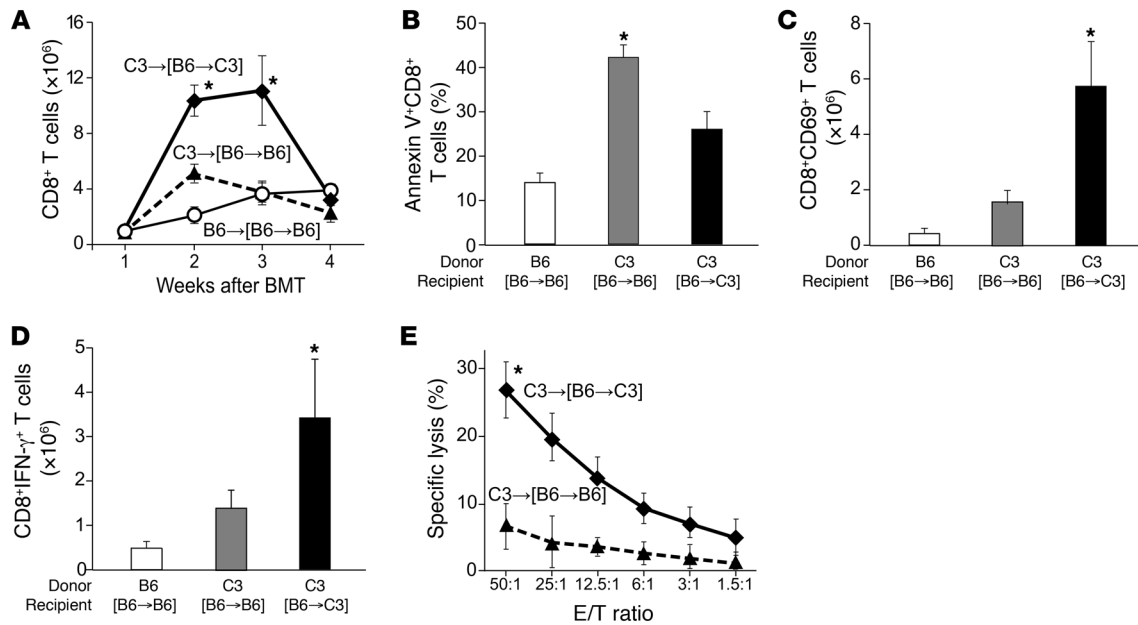 A
CD8⁺ T cells (×10⁶)
16
12
8
4
0
C3→[B6→C3]
*
*
C3→[B6→B6]
B6→[B6→B6]
1 2 3 4
Weeks after BMT
B
Annexin V⁺CD8⁺
T cells (%)
50
40
30
20
10
0
*
Donor B6 C3 C3
Recipient [B6→B6] [B6→B6] [B6→C3]
C
CD8⁺CD69⁺ T cells
(×10⁶)
8
6
4
2
0
*
Donor B6 C3 C3
Recipient [B6→B6] [B6→B6] [B6→C3]
D
CD8⁺IFN-γ⁺ T cells
(×10⁶)
5
4
3
2
1
0
*
Donor B6 C3 C3
Recipient [B6→B6] [B6→B6] [B6→C3]
E
Specific lysis (%)
30
20
10
0
*
C3→[B6→C3]
C3→[B6→B6]
50:1 25:1 12.5:1 6:1 3:1 1.5:1
E/T ratio